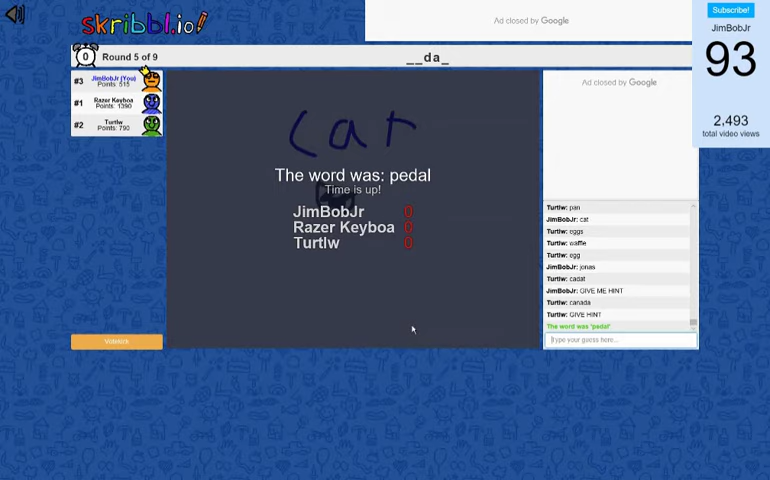 skribbl.io!
Ad closed by Google
Subscribe!
JimBobJr
93
2,493
total video views
0
Round 5 of 9
__da_
#3
JimBobJr (You)
Points: 515
#1
Razer Keyboa
Points: 1390
#2
Turtlw
Points: 790
Votekick
car
The word was: pedal
Time is up!
JimBobJr 0
Razer Keyboa 0
Turtlw 0
Ad closed by Google
Turtlw: pan
JimBobJr: cat
Turtlw: eggs
Turtlw: waffle
Turtlw: egg
JimBobJr: jonas
Turtlw: cadat
JimBobJr: GIVE ME HINT
Turtlw: canada
Turtlw: GIVE HINT
The word was 'pedal'
Type your guess here...